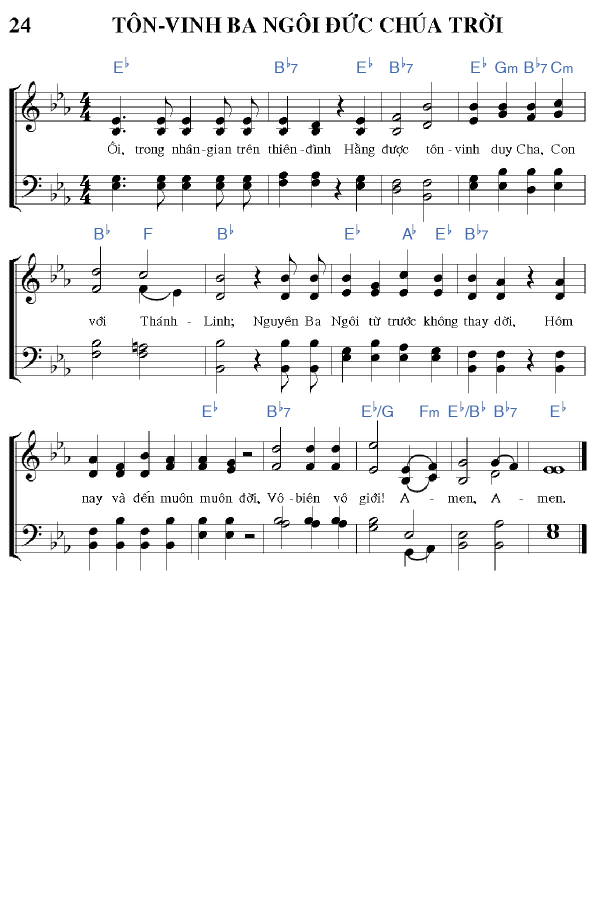 24 TÔN-VINH BA NGÔI ĐỨC CHÚA TRỜI
E♭ B♭7 E♭ B♭7 E♭ Gm B♭7 Cm
Ôi, trong nhân-gian trên thiên-đình Hằng được tôn-vinh duy Cha, Con
B♭ F B♭ E♭ A♭ E♭ B♭7
với Thánh-Linh; Nguyên Ba Ngôi từ trước không thay dời, Hôm
E♭ B♭7 E♭/G Fm E♭/B♭ B♭7 E♭
nay và đến muôn muôn đời, Vô-biên vô giới! A-men, A-men.